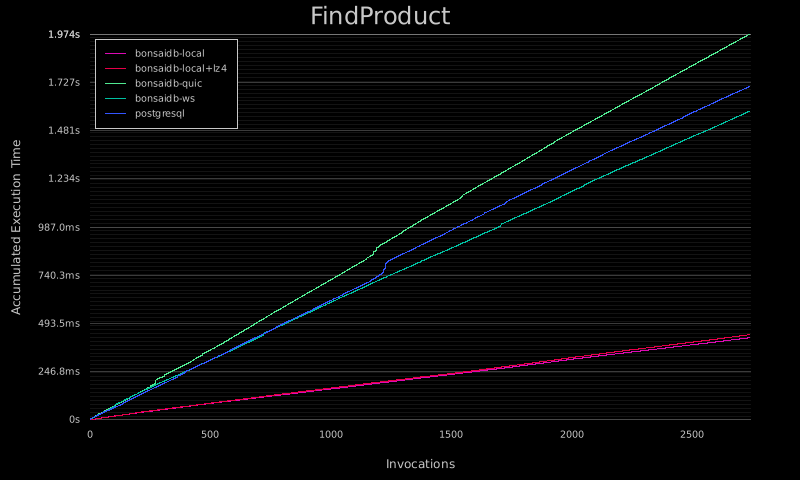 FindProduct
1.974s
1.727s
1.481s
1.234s
987.0ms
740.3ms
493.5ms
246.8ms
0s
bonsaidb-local
bonsaidb-local+lz4
bonsaidb-quic
bonsaidb-ws
postgresql
Accumulated Execution Time
0
500
1000
1500
2000
2500
Invocations